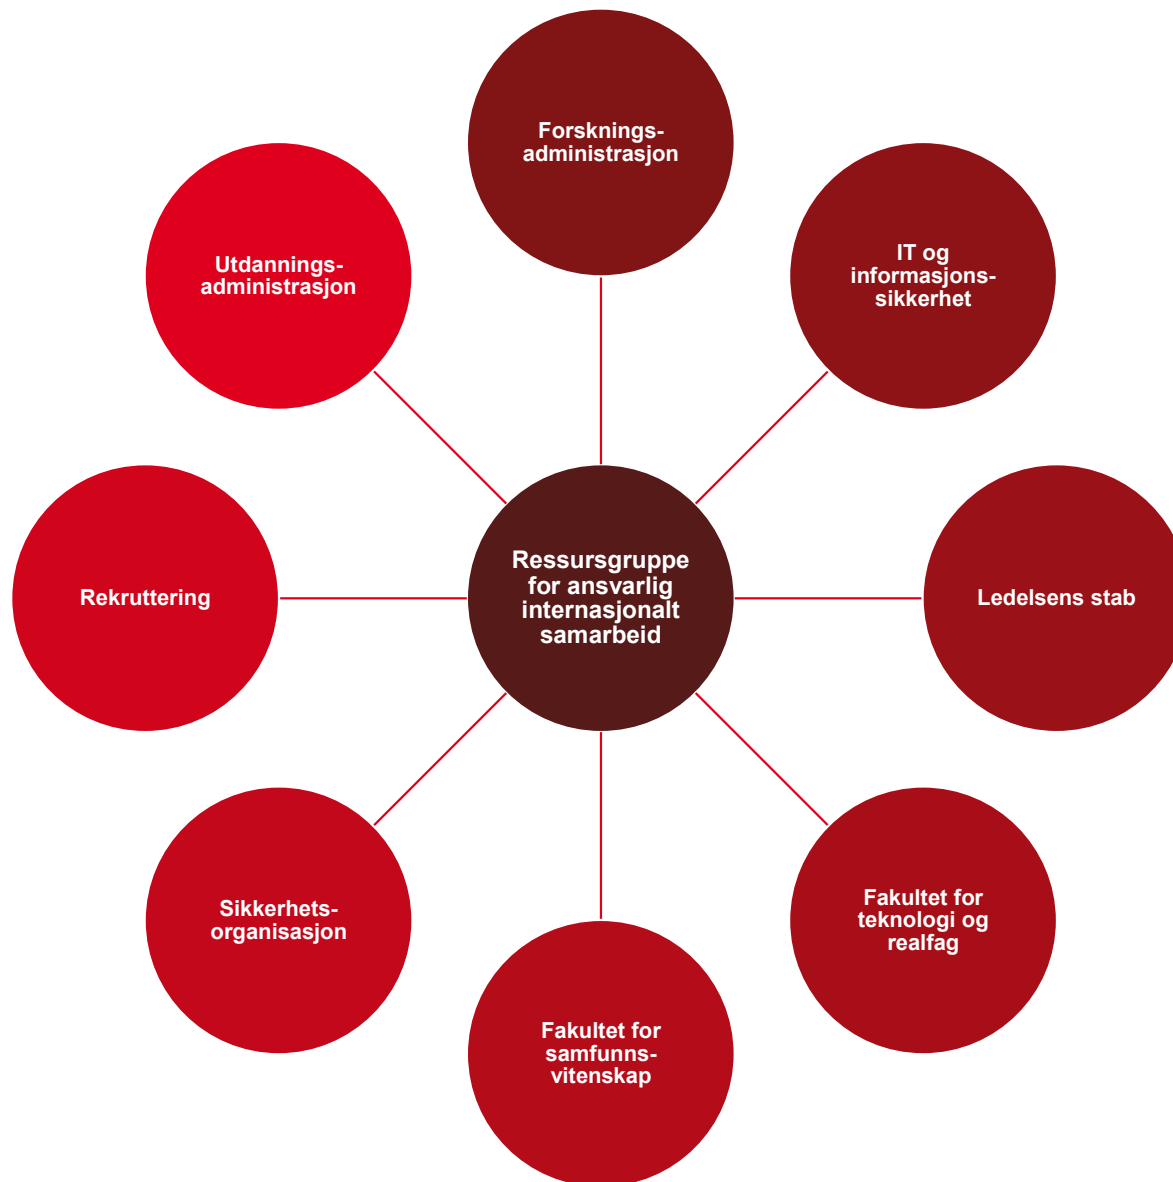 Forsknings-
administrasjon
Utdannings-
administrasjon
IT og
informasjons-
sikkerhet
Rekruttering
Ressursgruppe
for ansvarlig
internasjonalt
samarbeid
Ledelsens stab
Sikkerhets-
organisasjon
Fakultet for
teknologi og
realfag
Fakultet for
samfunns-
vitenskap